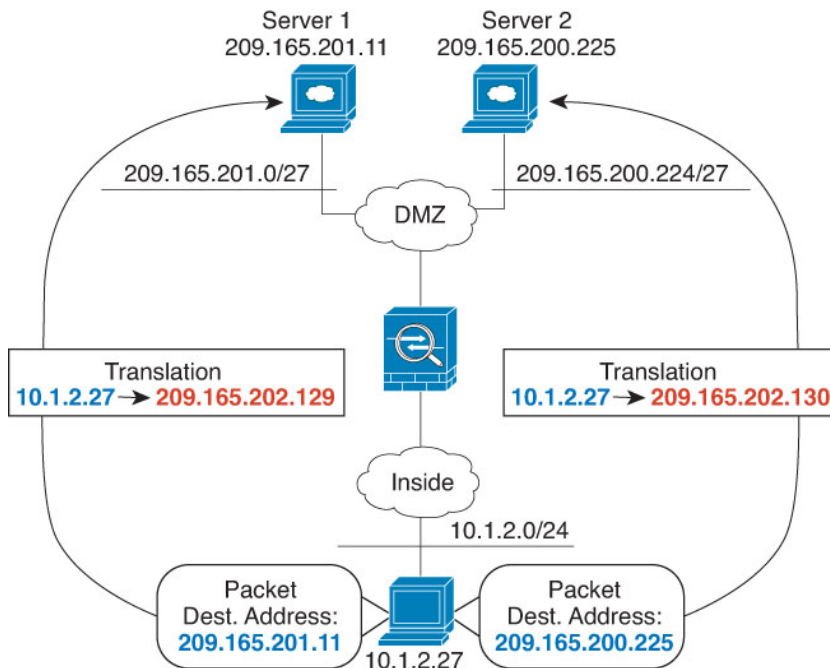 Server 1
209.165.201.11
Server 2
209.165.200.225
209.165.201.0/27
209.165.200.224/27
DMZ
Translation
10.1.2.27 → 209.165.202.129
Translation
10.1.2.27 → 209.165.202.130
Inside
10.1.2.0/24
Packet
Dest. Address:
209.165.201.11
Packet
Dest. Address:
209.165.200.225
10.1.2.27